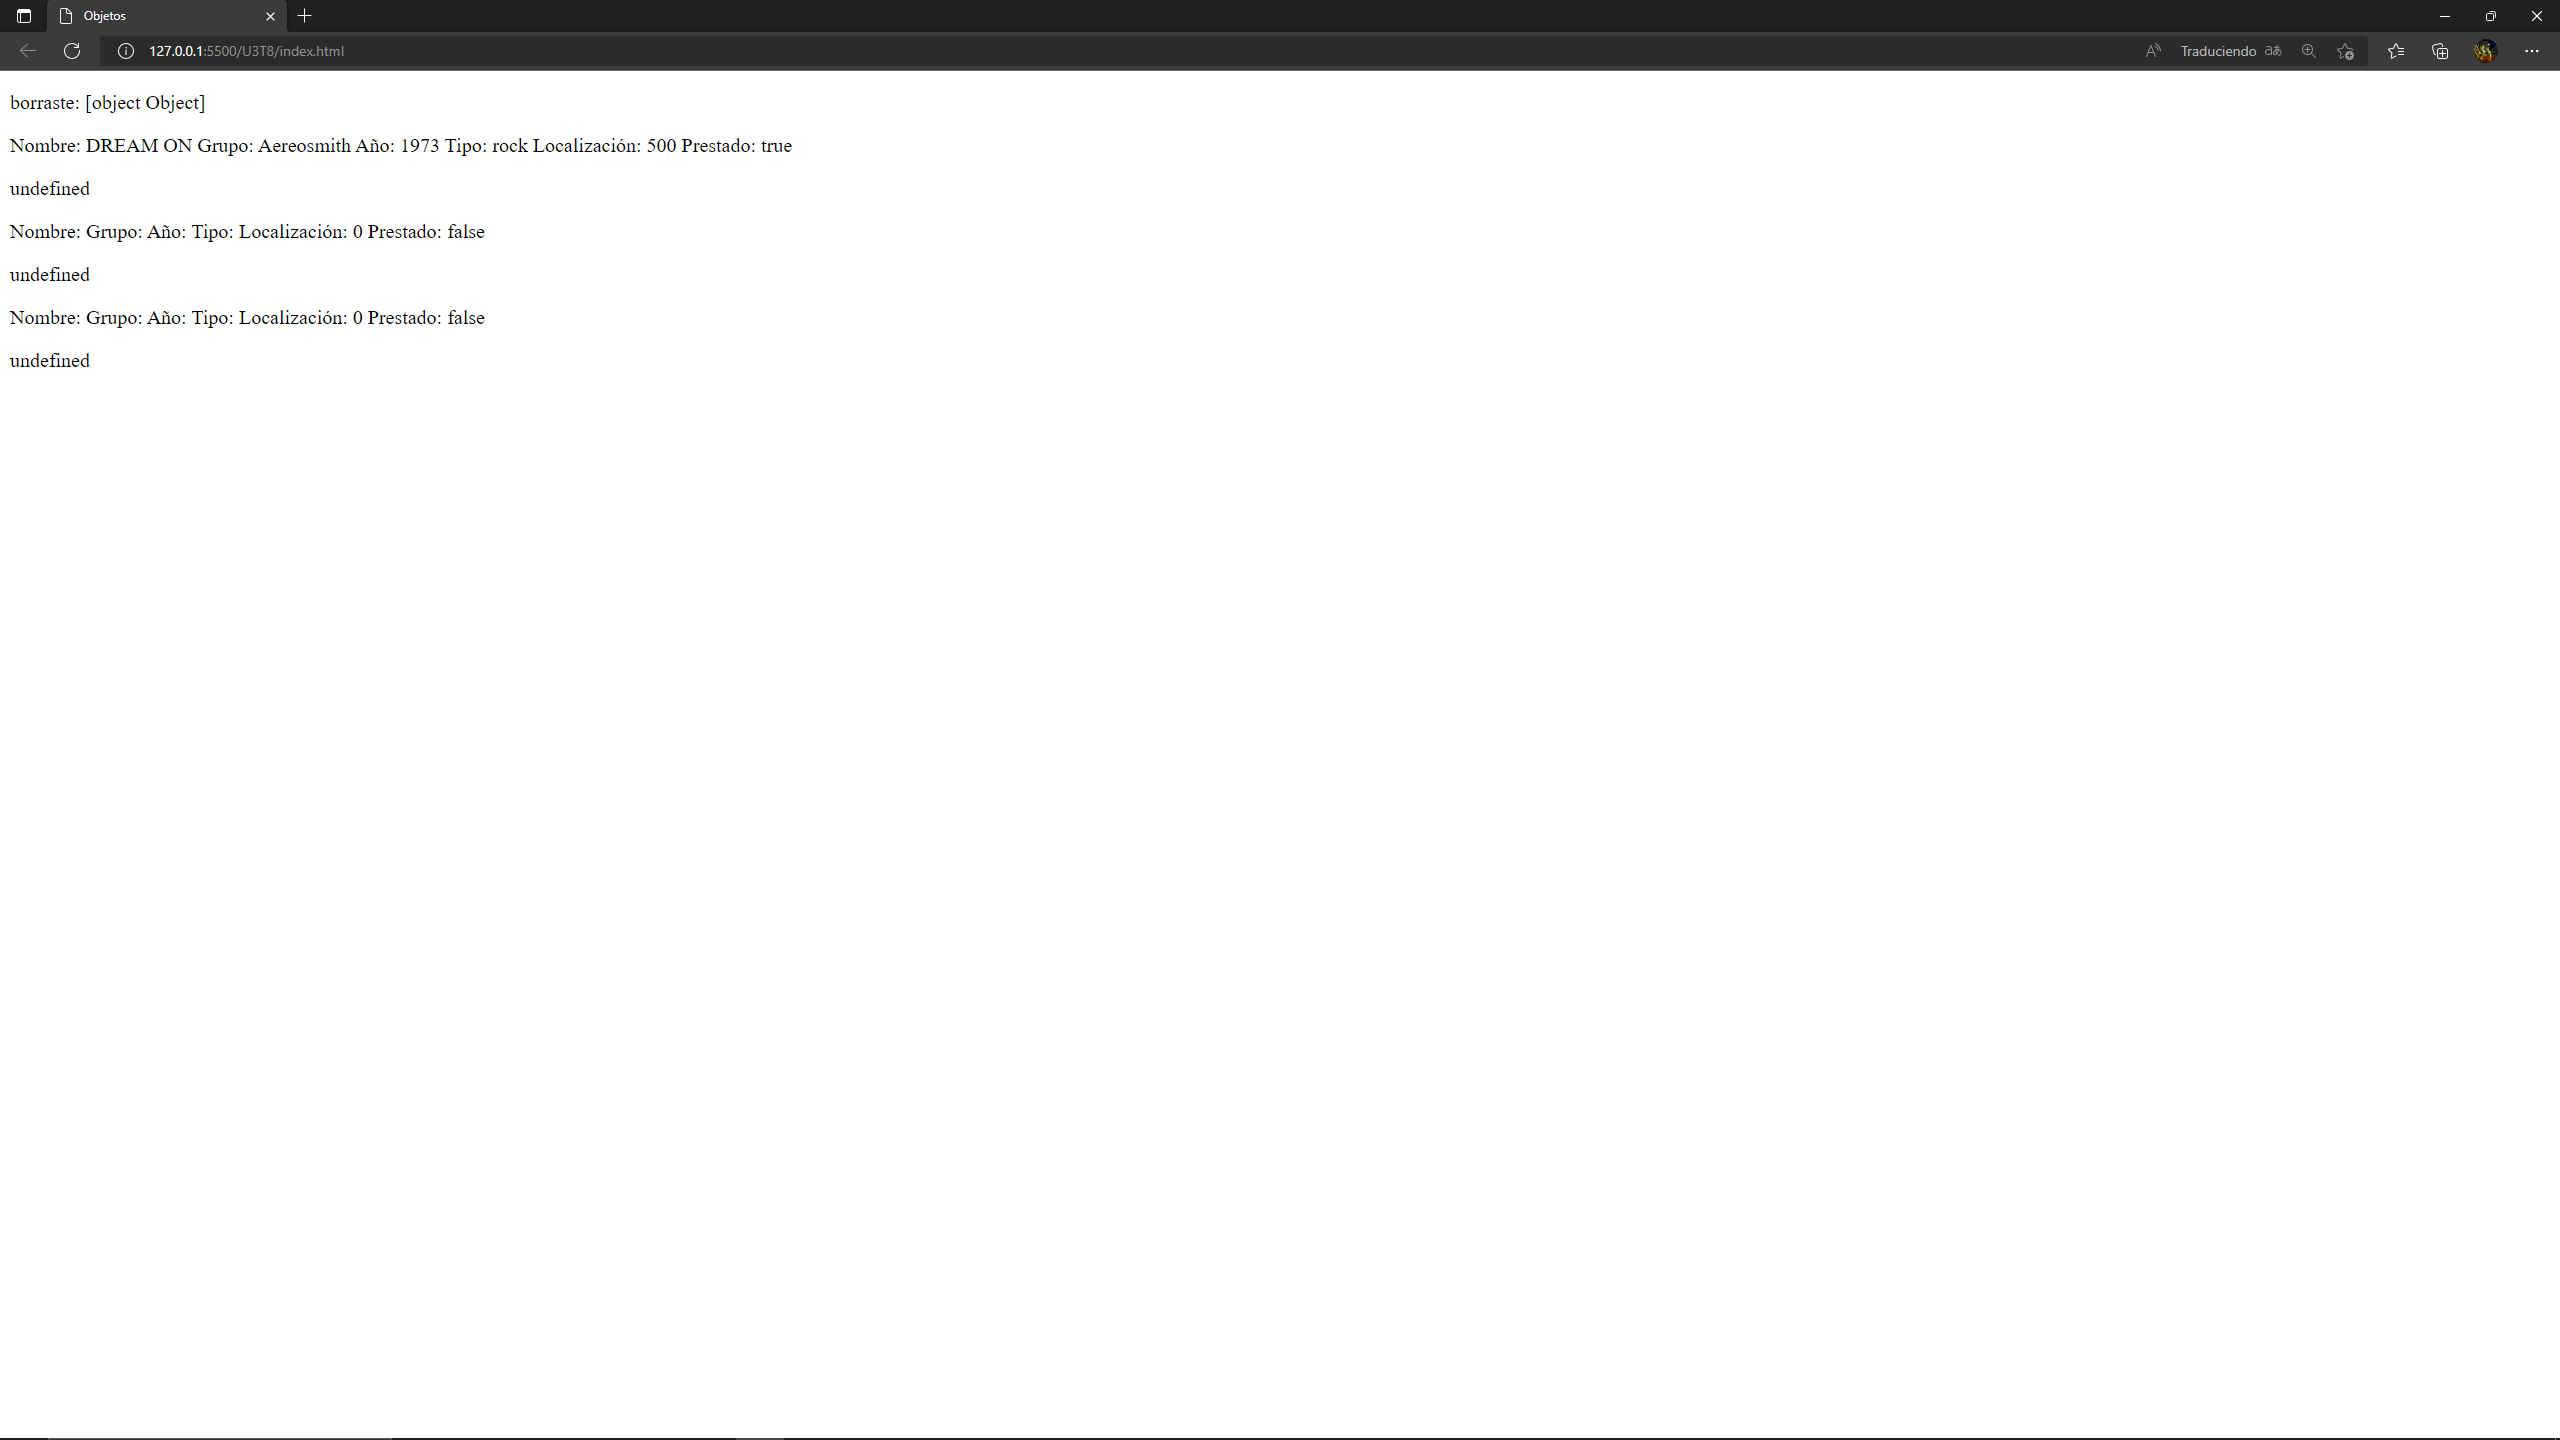 Objetos
127.0.0.1:5500/U3T8/index.html
Traduciendo
borraste: [object Object]
Nombre: DREAM ON Grupo: Aereosmith Año: 1973 Tipo: rock Localización: 500 Prestado: true
undefined
Nombre: Grupo: Año: Tipo: Localización: 0 Prestado: false
undefined
Nombre: Grupo: Año: Tipo: Localización: 0 Prestado: false
undefined